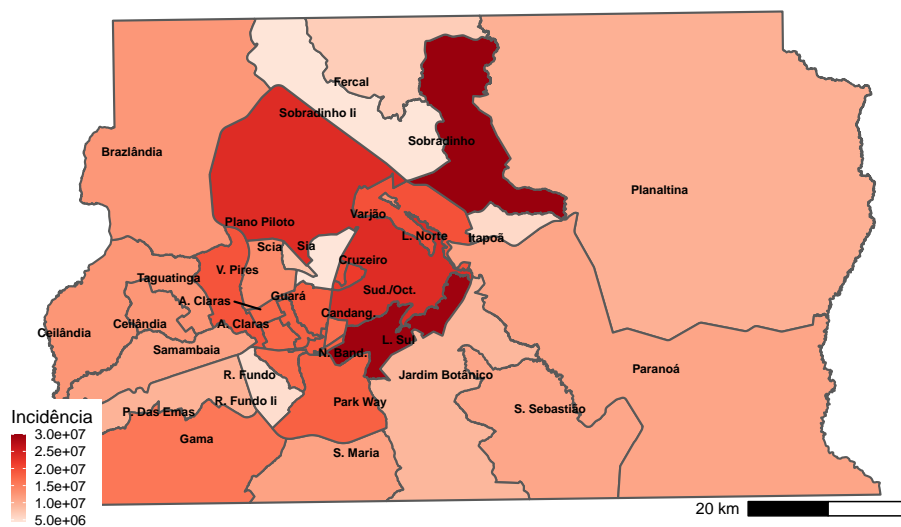 Fercal
Sobradinho Ii
Sobradinho
Brazlândia
Planaltina
Varjão
Plano Piloto
L. Norte
Itapoã
Scia
Sia
Cruzeiro
V. Pires
Taguatinga
Sud./Oct.
A. Claras
Guará
Candang.
Ceilândia
Ceilândia
A. Claras
L. Sul
Samambaia
N. Band.
R. Fundo
Jardim Botânico
Paranoá
R. Fundo Ii
Park Way
P. Das Emas
S. Sebastião
Gama
S. Maria
Incidência
3.0e+07
2.5e+07
2.0e+07
1.5e+07
1.0e+07
5.0e+06
20 km